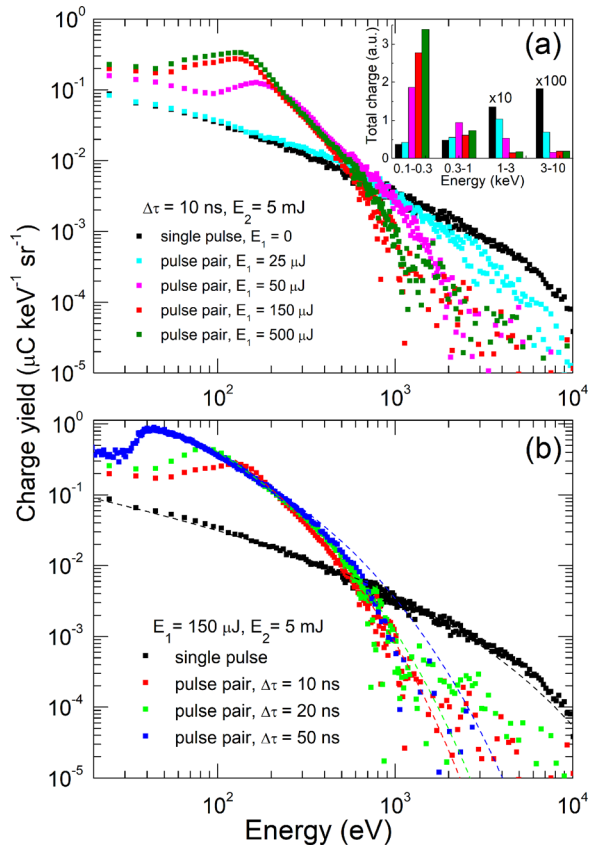 (a)
Total charge (a.u.)
4
3
2
1
0
x10
x100
0.1-0.3
0.3-1
1-3
3-10
Energy (keV)
10⁰
10⁻¹
10⁻²
10⁻³
10⁻⁴
10⁻⁵
Δτ = 10 ns, E₂ = 5 mJ
single pulse, E₁ = 0
pulse pair, E₁ = 25 μJ
pulse pair, E₁ = 50 μJ
pulse pair, E₁ = 150 μJ
pulse pair, E₁ = 500 μJ
10²
10³
10⁴
Charge yield (μC keV⁻¹ sr⁻¹)
(b)
10⁰
10⁻¹
10⁻²
10⁻³
10⁻⁴
10⁻⁵
E₁= 150 μJ, E₂= 5 mJ
single pulse
pulse pair, Δτ = 10 ns
pulse pair, Δτ = 20 ns
pulse pair, Δτ = 50 ns
10²
10³
10⁴
Energy (eV)